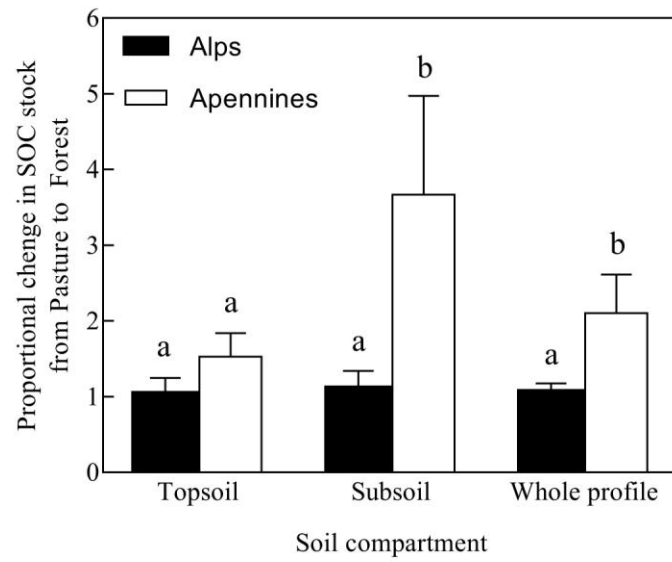 Proportional chenge in SOC stock
from Pasture to Forest
6
5
4
3
2
1
0
Alps
Apennines
a
a
a
b
a
b
Topsoil
Subsoil
Whole profile
Soil compartment